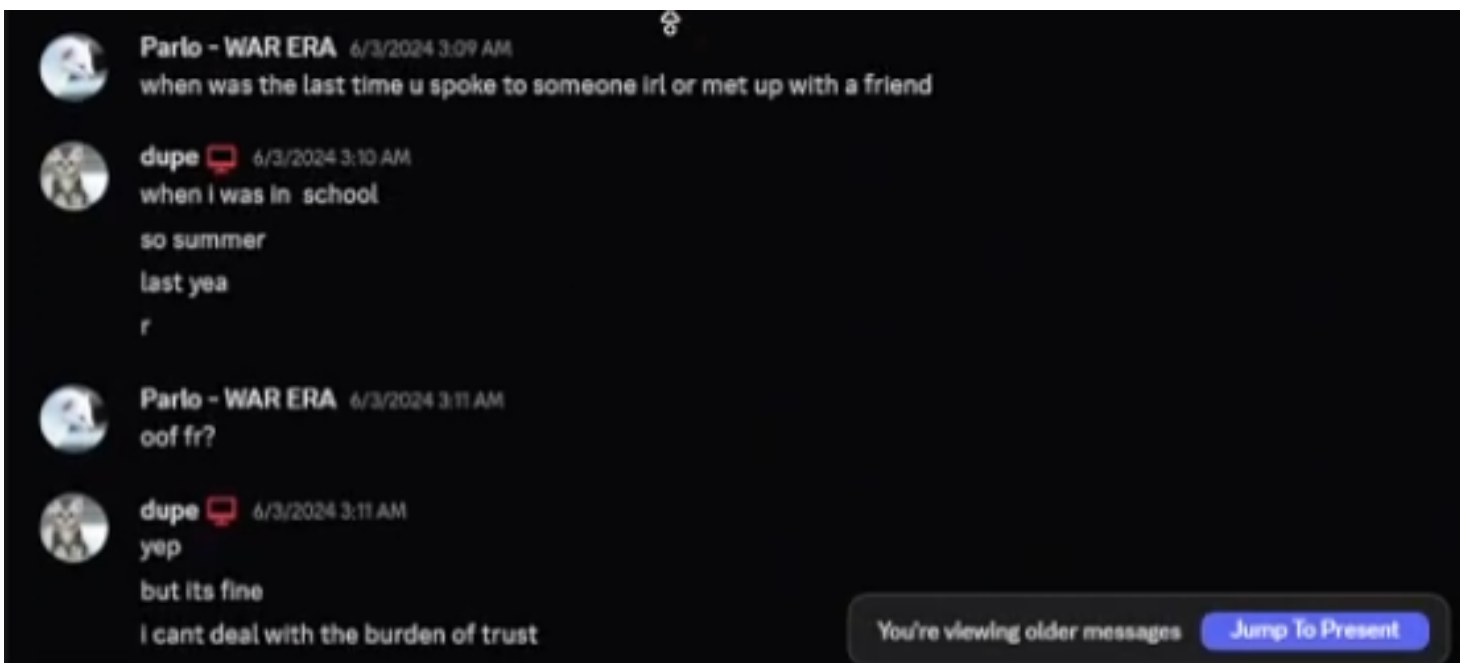 Parlo - WAR ERA 6/3/2024 3:09 AM
when was the last time u spoke to someone irl or met up with a friend
dupe 6/3/2024 3:10 AM
when i was in school
so summer
last yea
r
Parlo - WAR ERA 6/3/2024 3:11 AM
oof fr?
dupe 6/3/2024 3:11 AM
yep
but its fine
i cant deal with the burden of trust
You're viewing older messages Jump To Present